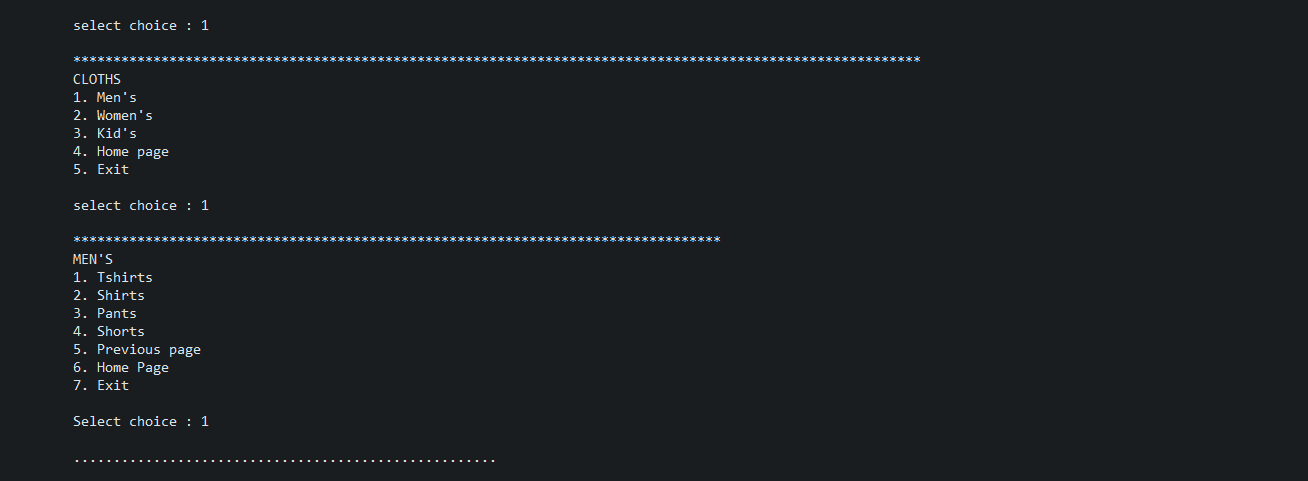 select choice : 1
**********************************************************************************************************
CLOTHS
1. Men's
2. Women's
3. Kid's
4. Home page
5. Exit
select choice : 1
*********************************************************************************
MEN'S
1. Tshirts
2. Shirts
3. Pants
4. Shorts
5. Previous page
6. Home Page
7. Exit
Select choice : 1
.....................................................